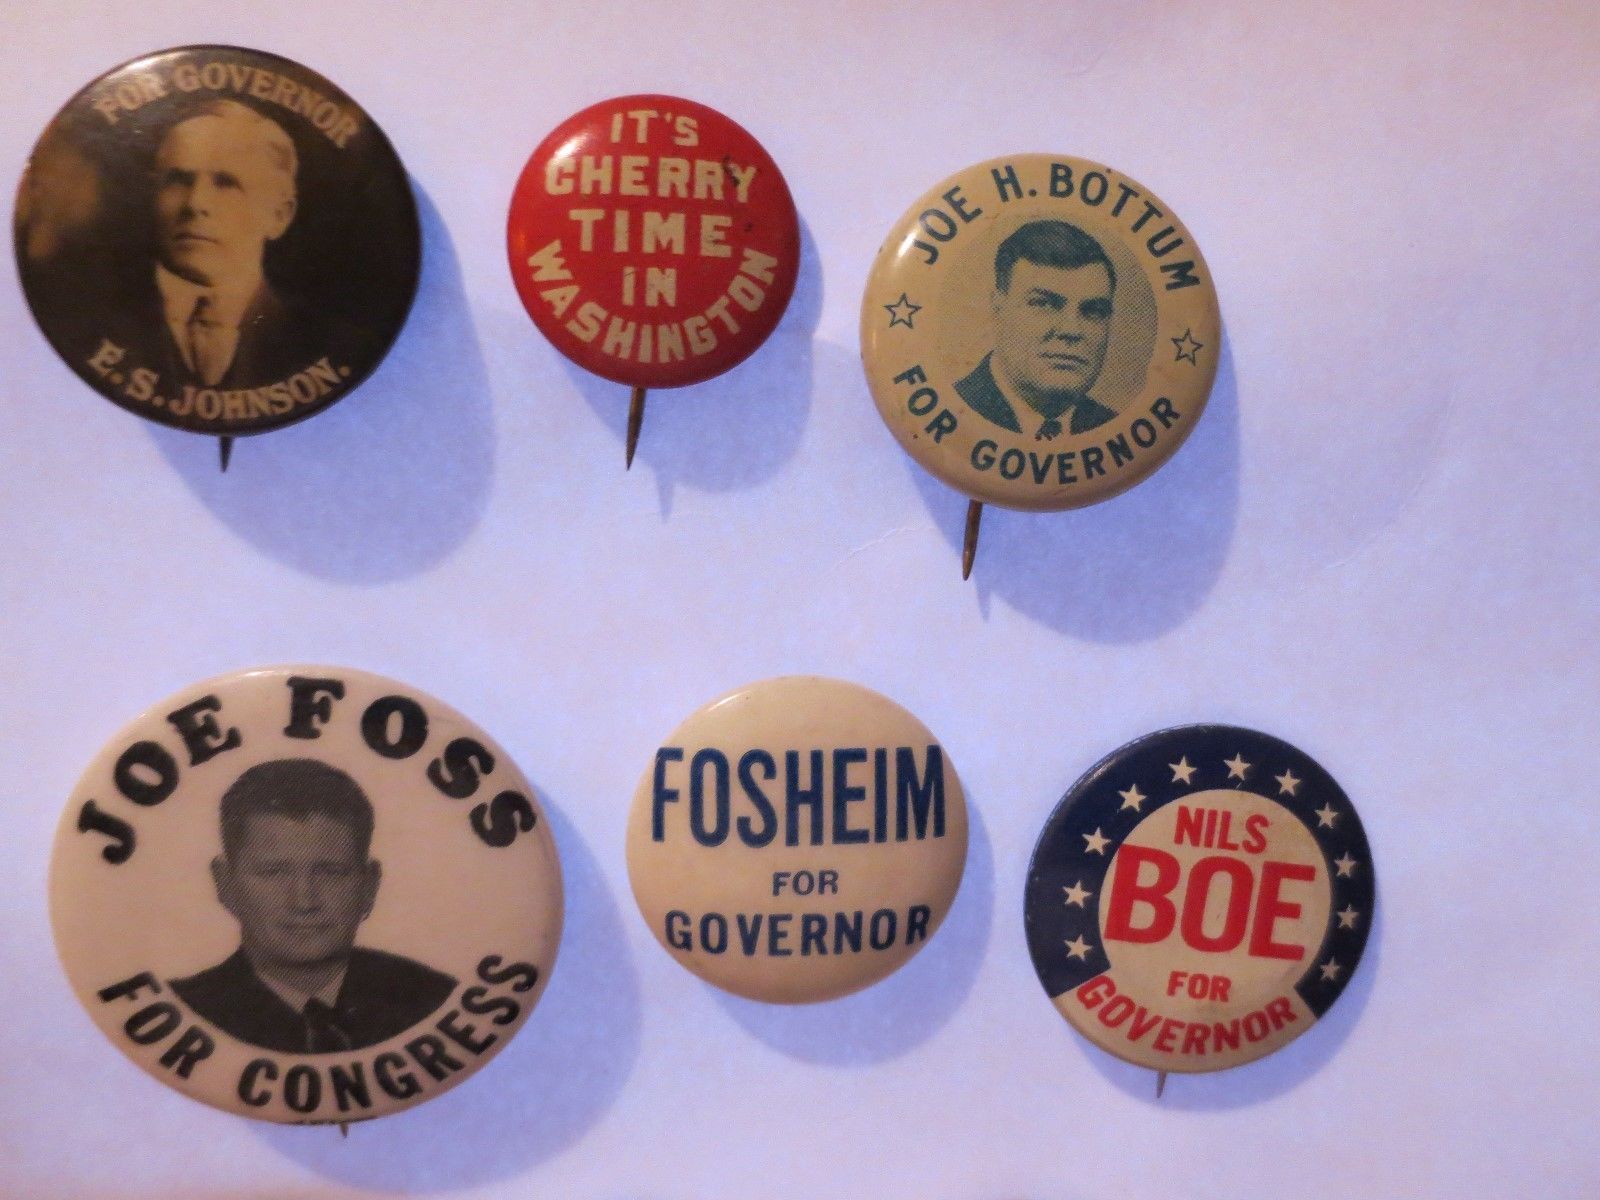 FOR GOVERNOR
E.S. JOHNSON.
IT'S
CHERRY
TIME
IN
WASHINGTON
JOE H. BOTTUM
FOR GOVERNOR
JOE FOSS
FOR CONGRESS
FOSHEIM
FOR
GOVERNOR
NILS
BOE
FOR
GOVERNOR